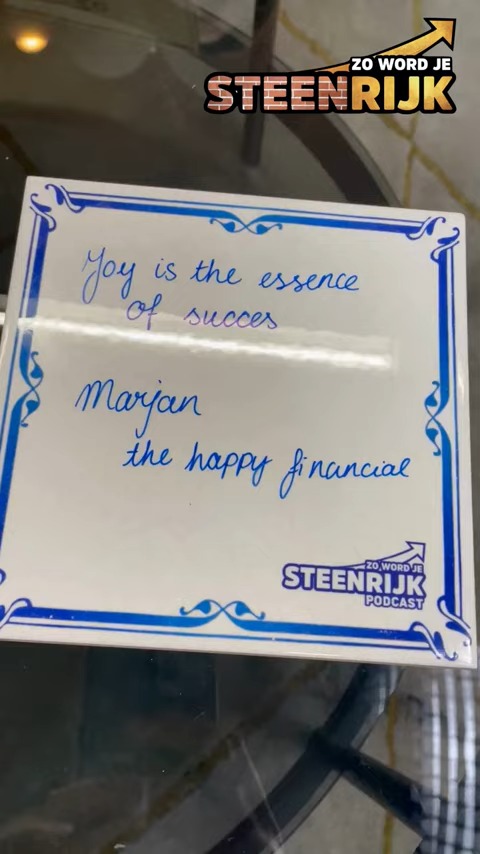 ZO WORD JE
STEENRIJK
Joy is the essence
of succes
Marjan
the happy financial
ZO WORD JE
STEENRIJK
PODCAST